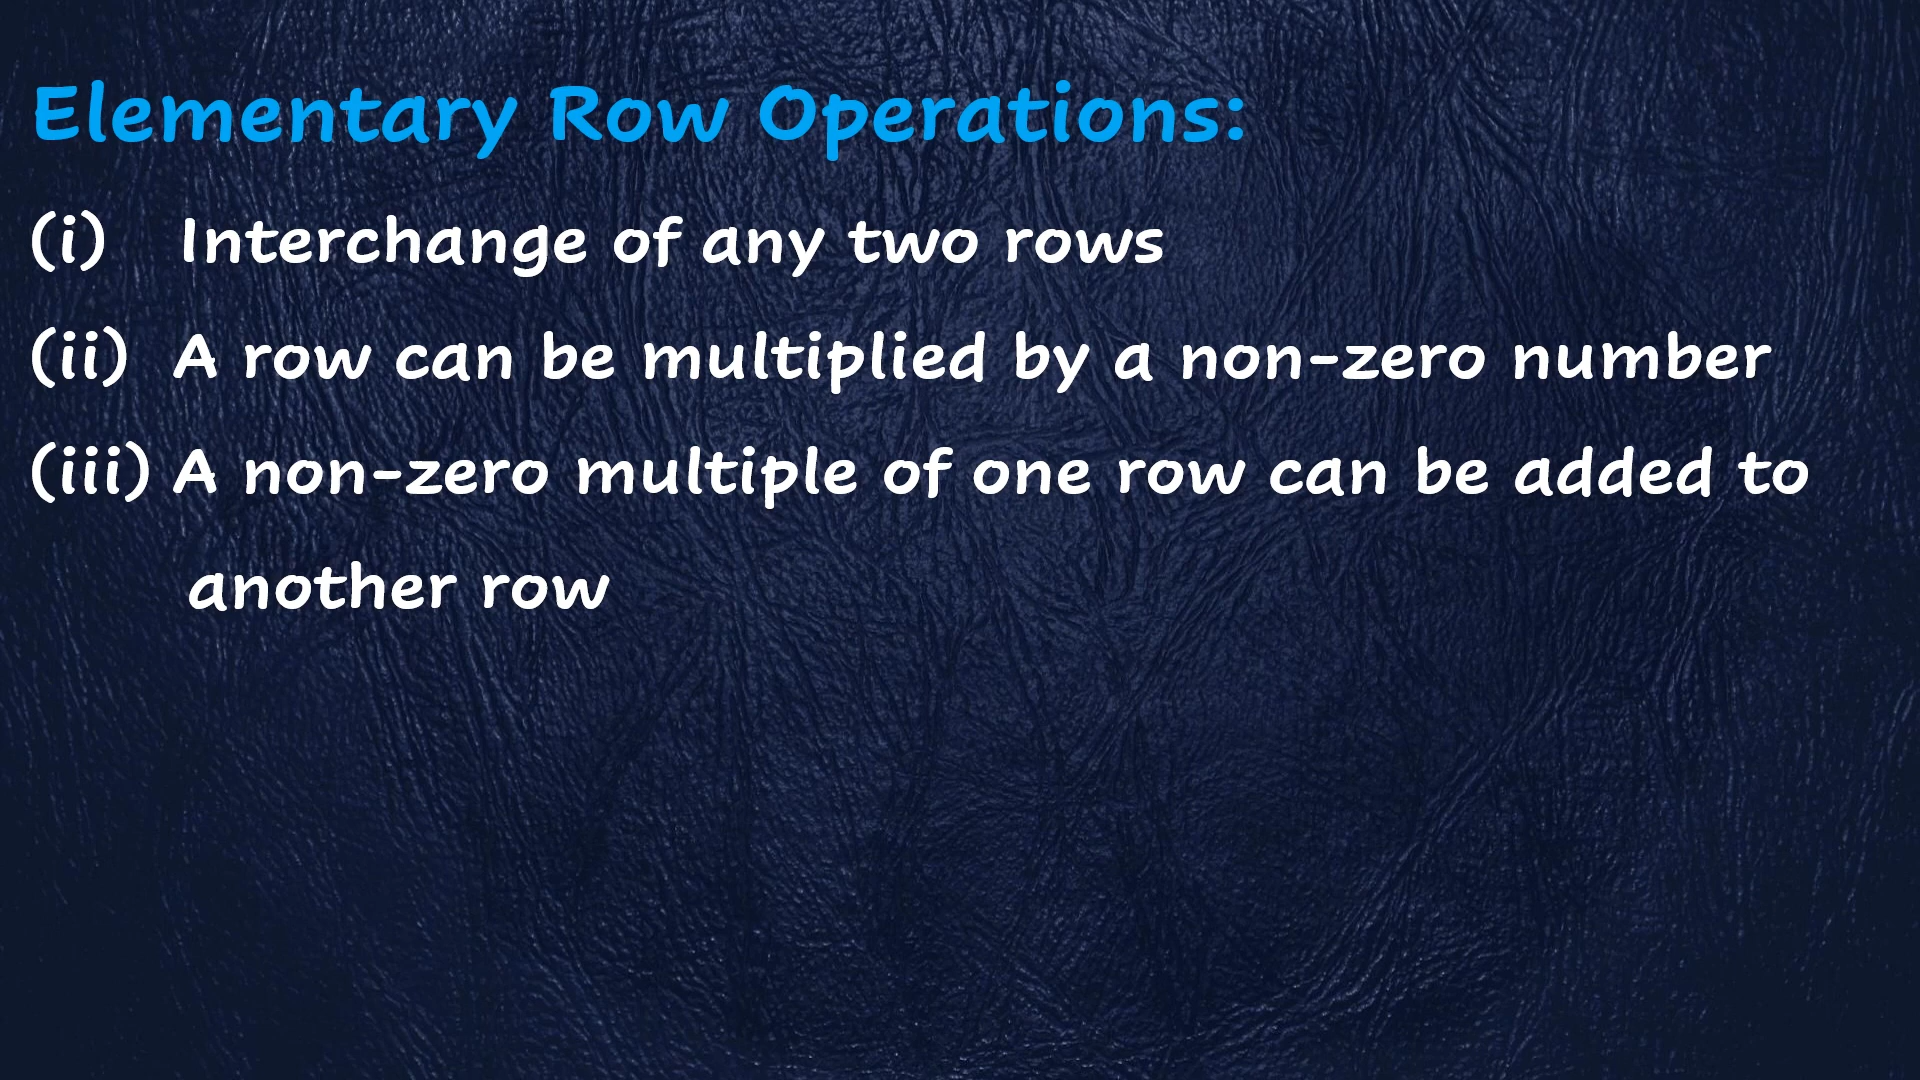 Elementary Row Operations:
(i) Interchange of any two rows
(ii) A row can be multiplied by a non-zero number
(iii) A non-zero multiple of one row can be added to
another row